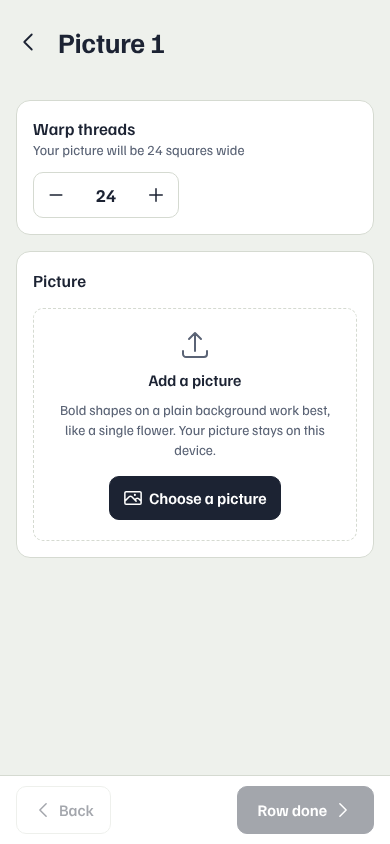 Picture 1
Warp threads
Your picture will be 24 squares wide
24
Picture
Add a picture
Bold shapes on a plain background work best,
like a single flower. Your picture stays on this
device.
Choose a picture
Back
Row done